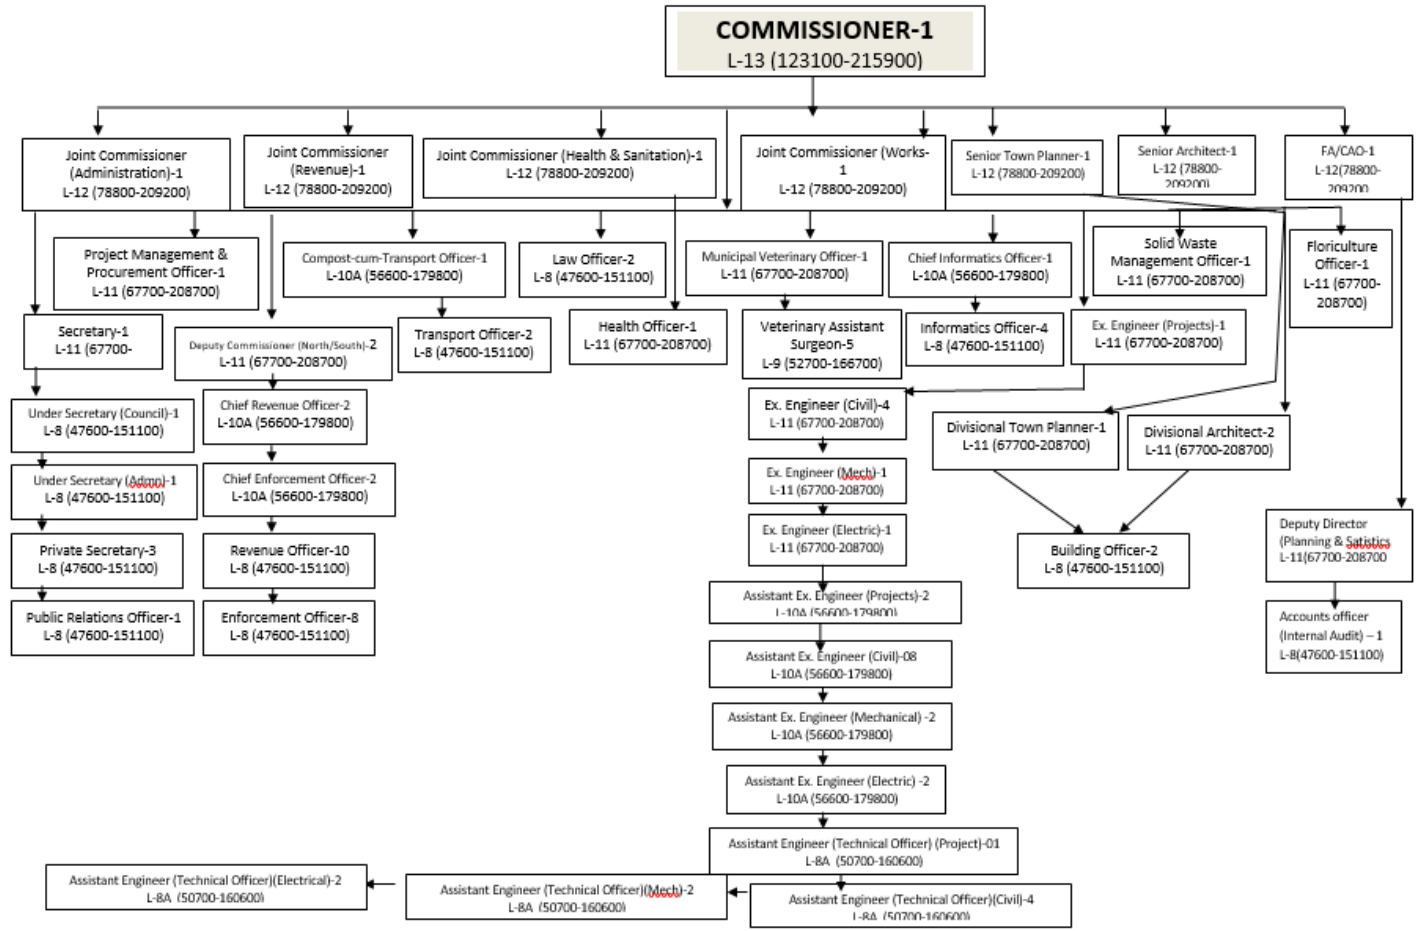 COMMISSIONER-1
L-13 (123100-215900)
Joint Commissioner
(Administration)-1
L-12 (78800-209200)
Joint Commissioner
(Revenue)-1
L-12 (78800-209200)
Joint Commissioner (Health & Sanitation)-1
L-12 (78800-209200)
Joint Commissioner (Works-
1
L-12 (78800-209200)
Senior Town Planner-1
L-12 (78800-209200)
Senior Architect-1
L-12 (78800-
209200)
FA/CAO-1
L-12(78800-
209200
Project Management &
Procurement Officer-1
L-11 (67700-208700)
Compost-cum-Transport Officer-1
L-10A (56600-179800)
Law Officer-2
L-8 (47600-151100)
Municipal Veterinary Officer-1
L-11 (67700-208700)
Chief Informatics Officer-1
L-10A (56600-179800)
Solid Waste
Management Officer-1
L-11 (67700-208700)
Floriculture
Officer-1
L-11 (67700-
208700)
Secretary-1
L-11 (67700-
Deputy Commissioner (North/South)-2
L-11 (67700-208700)
Transport Officer-2
L-8 (47600-151100)
Health Officer-1
L-11 (67700-208700)
Veterinary Assistant
Surgeon-5
L-9 (52700-166700)
Informatics Officer-4
L-8 (47600-151100)
Ex. Engineer (Projects)-1
L-11 (67700-208700)
Under Secretary (Council)-1
L-8 (47600-151100)
Chief Revenue Officer-2
L-10A (56600-179800)
Ex. Engineer (Civil)-4
L-11 (67700-208700)
Divisional Town Planner-1
L-11 (67700-208700)
Divisional Architect-2
L-11 (67700-208700)
Under Secretary (Admn)-1
L-8 (47600-151100)
Chief Enforcement Officer-2
L-10A (56600-179800)
Ex. Engineer (Mech)-1
L-11 (67700-208700)
Private Secretary-3
L-8 (47600-151100)
Revenue Officer-10
L-8 (47600-151100)
Ex. Engineer (Electric)-1
L-11 (67700-208700)
Building Officer-2
L-8 (47600-151100)
Deputy Director
(Planning & Satistics
L-11(67700-208700
Public Relations Officer-1
L-8 (47600-151100)
Enforcement Officer-8
L-8 (47600-151100)
Assistant Ex. Engineer (Projects)-2
L-10A (56600-179800)
Accounts officer
(Internal Audit) – 1
L-8(47600-151100)
Assistant Ex. Engineer (Civil)-08
L-10A (56600-179800)
Assistant Ex. Engineer (Mechanical) -2
L-10A (56600-179800)
Assistant Ex. Engineer (Electric) -2
L-10A (56600-179800)
Assistant Engineer (Technical Officer) (Project)-01
L-8A (50700-160600)
Assistant Engineer (Technical Officer)(Electrical)-2
L-8A (50700-160600)
Assistant Engineer (Technical Officer)(Mech)-2
L-8A (50700-160600)
Assistant Engineer (Technical Officer)(Civil)-4
L-8A (50700-160600)